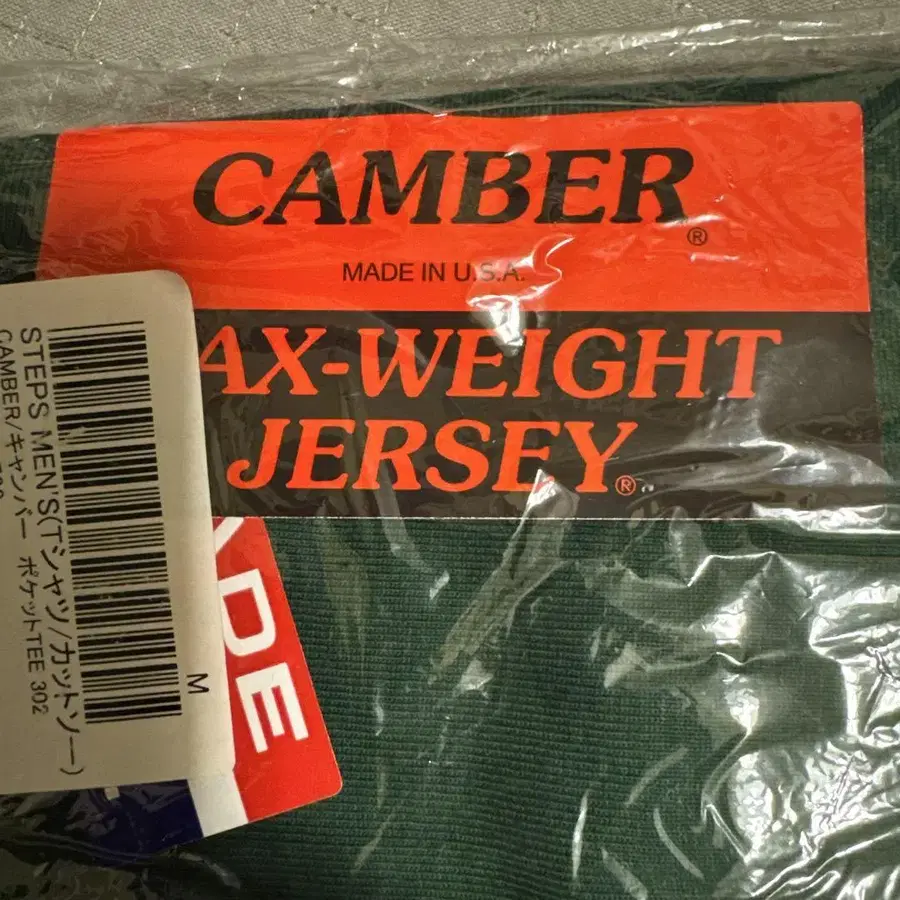 CAMBER®
MADE IN U.S.A.
AX-WEIGHT
JERSEY®
STEPS MEN'S(Tシャツ/カットソー)
CAMBER/キャンバー ポケットTEE 302
M
ADE